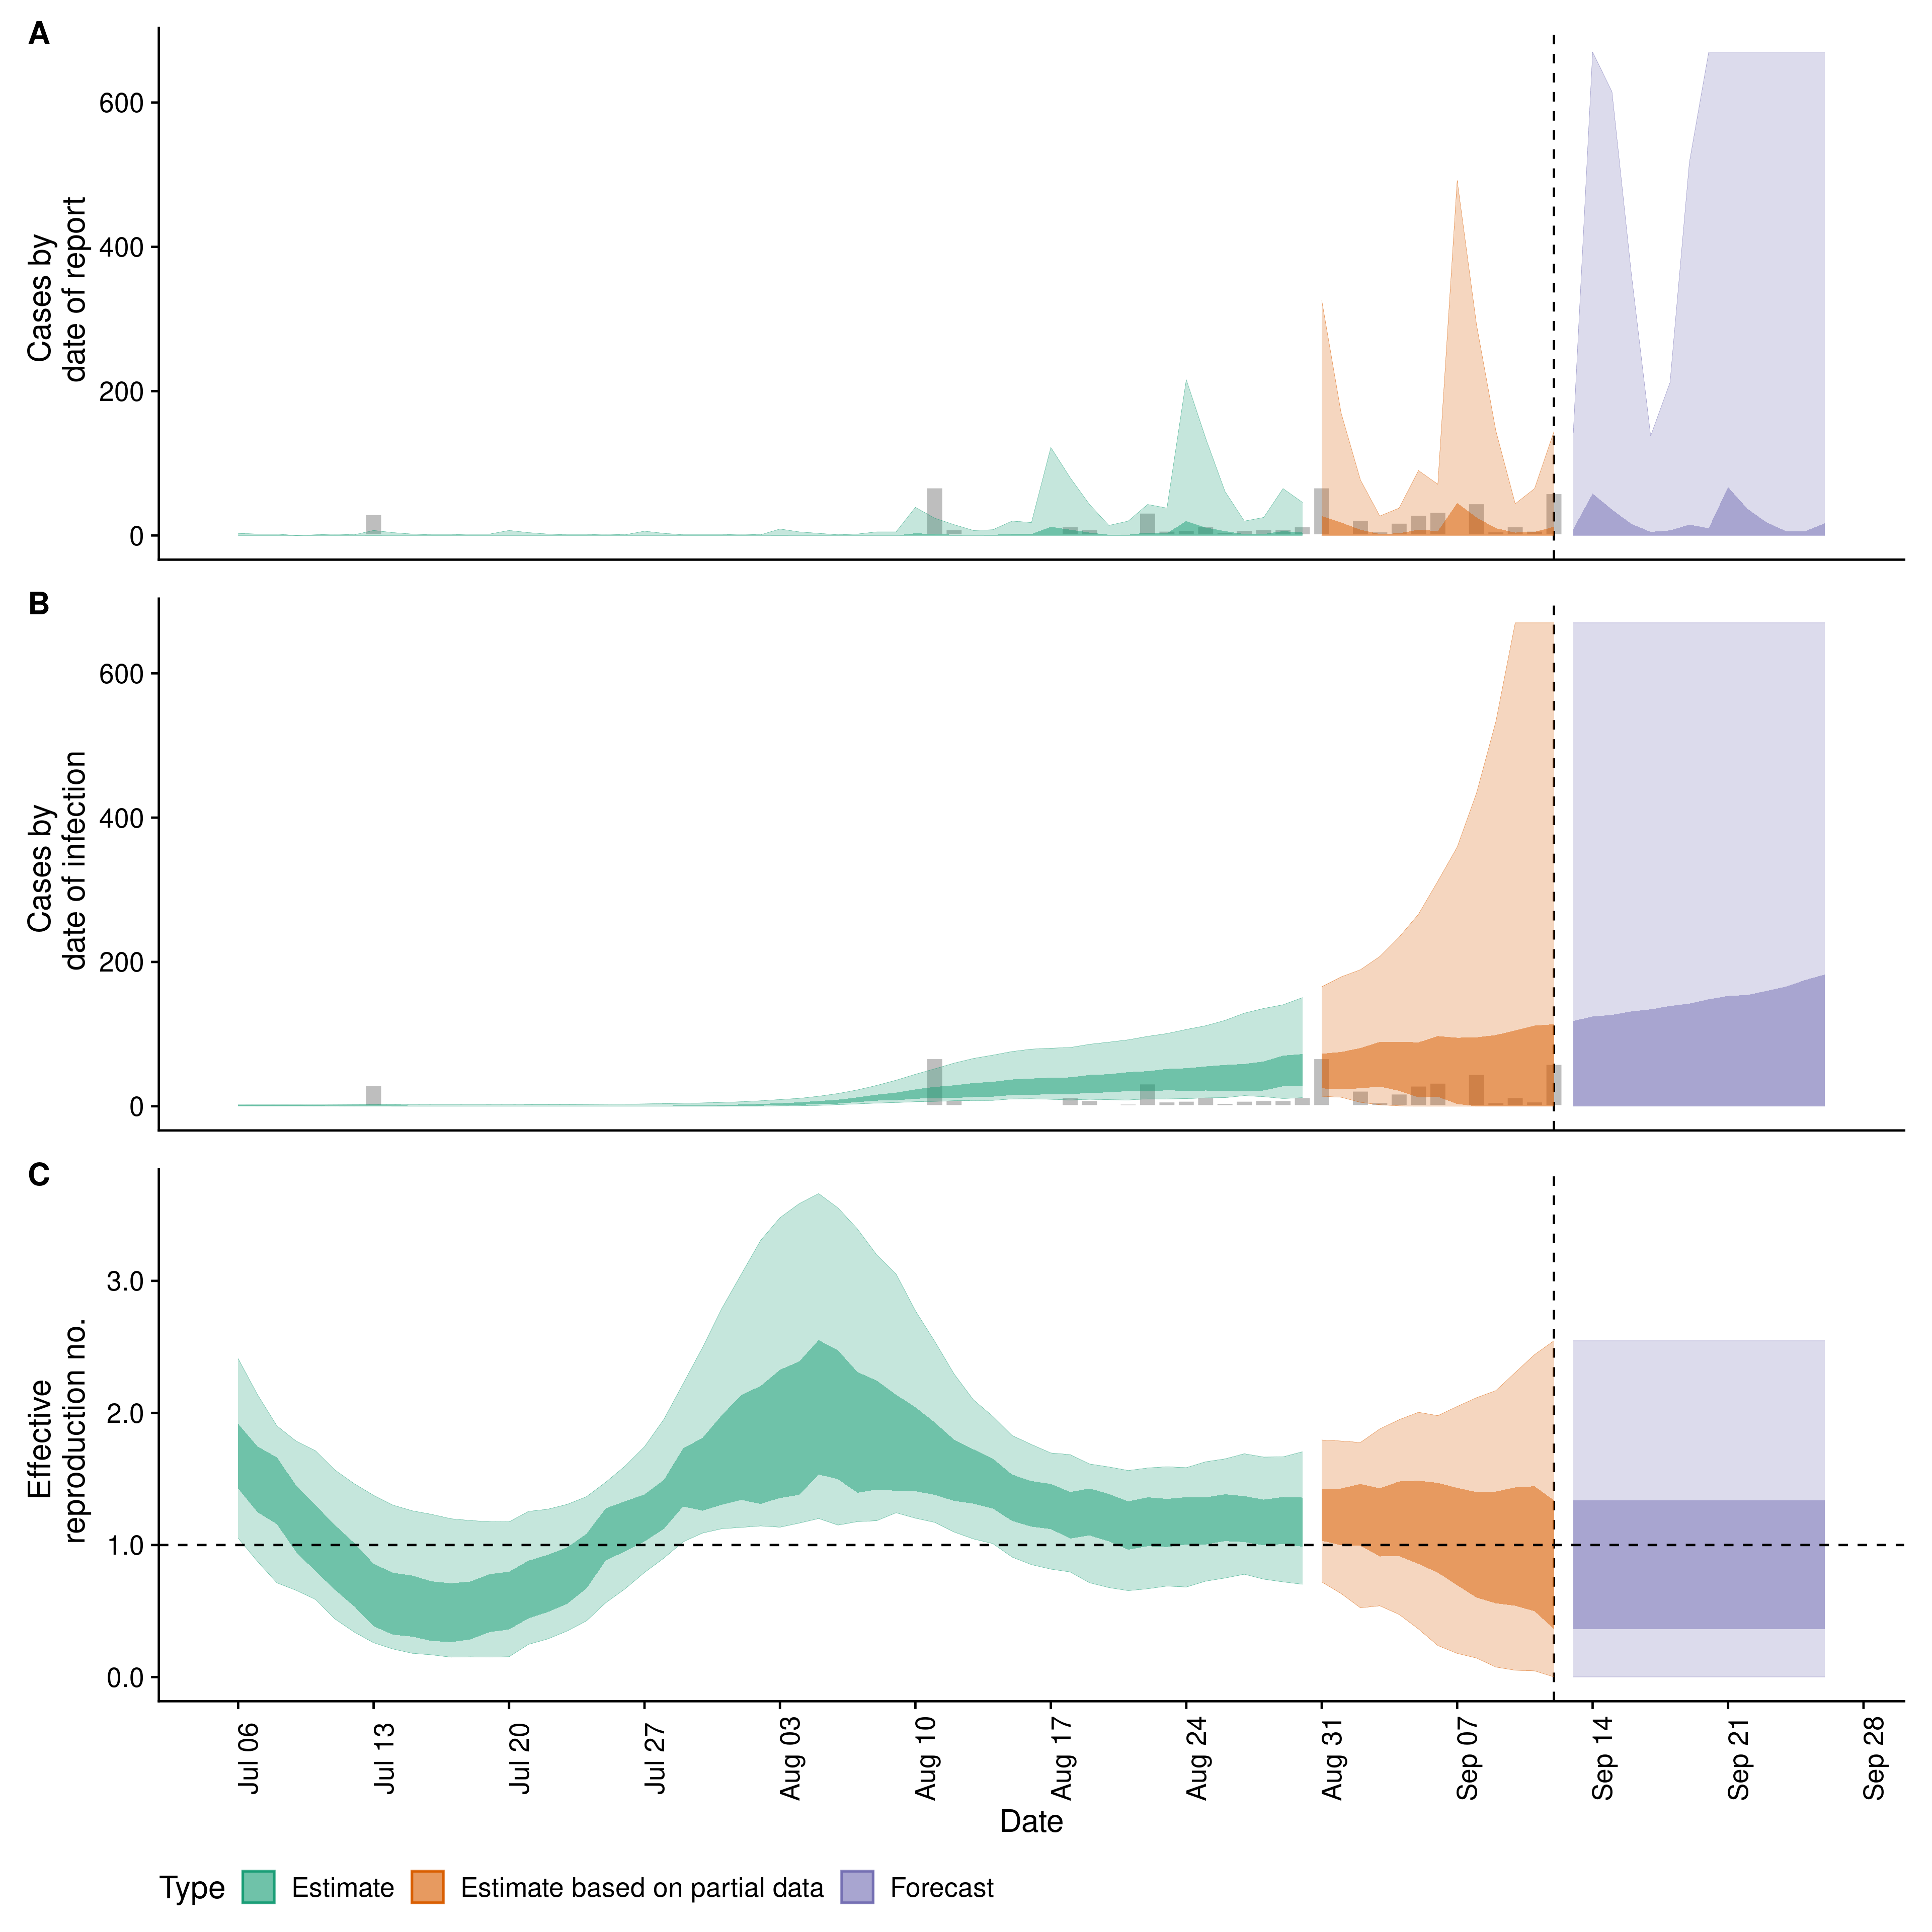 A
Cases by
date of report
600
400
200
0
B
Cases by
date of infection
600
400
200
0
C
Effective
reproduction no.
3.0
2.0
1.0
0.0
Jul 06
Jul 13
Jul 20
Jul 27
Aug 03
Aug 10
Aug 17
Aug 24
Aug 31
Sep 07
Sep 14
Sep 21
Sep 28
Date
Type Estimate Estimate based on partial data Forecast